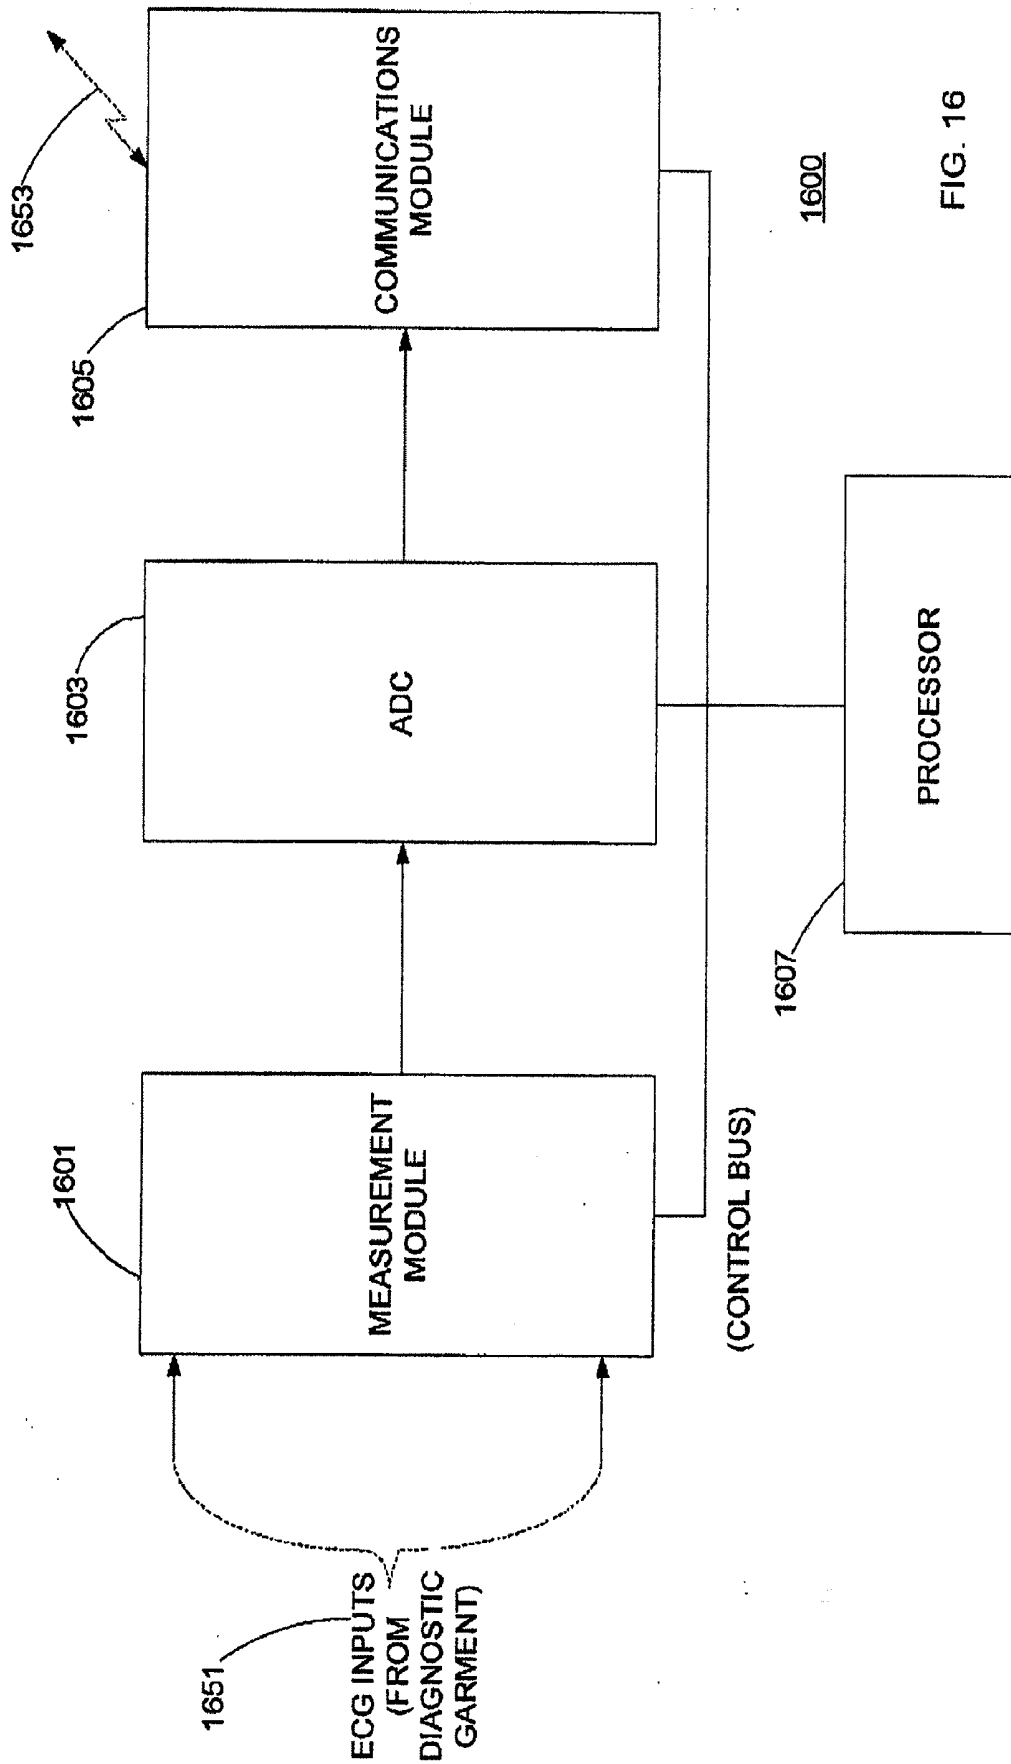 1651
ECG INPUTS
(FROM
DIAGNOSTIC
GARMENT)
1601
MEASUREMENT
MODULE
1603
ADC
1605
COMMUNICATIONS
MODULE
1653
(CONTROL BUS)
1607
PROCESSOR
1600
FIG. 16